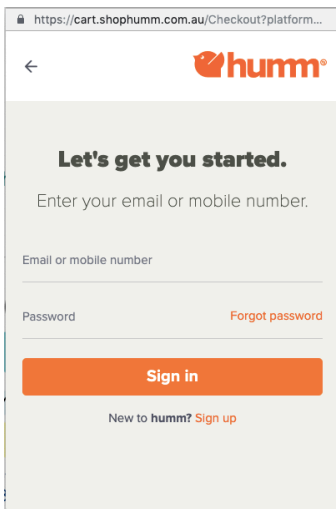 https://cart.shophumm.com.au/Checkout?platform...
humm®
Let's get you started.
Enter your email or mobile number.
Email or mobile number
Password Forgot password
Sign in
New to humm? Sign up